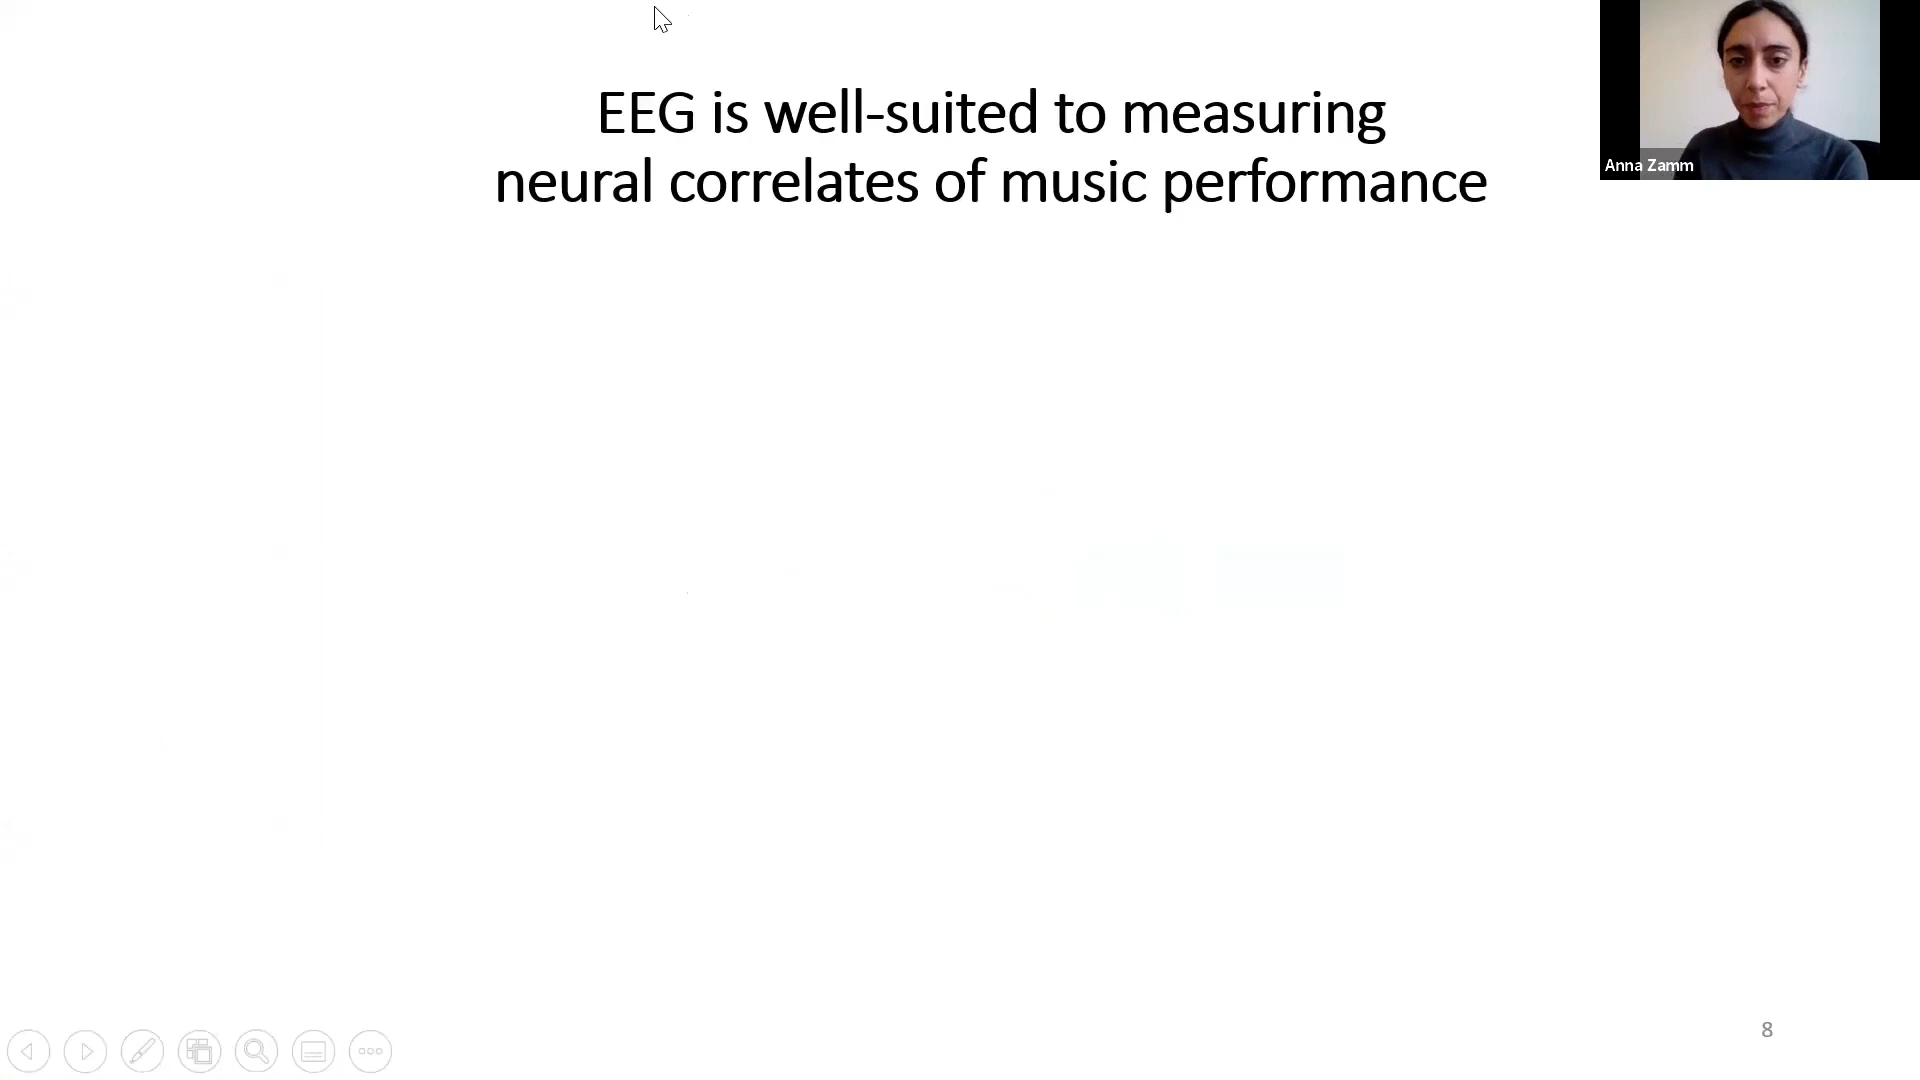 EEG is well-suited to measuring
neural correlates of music performance
Anna Zamm
8